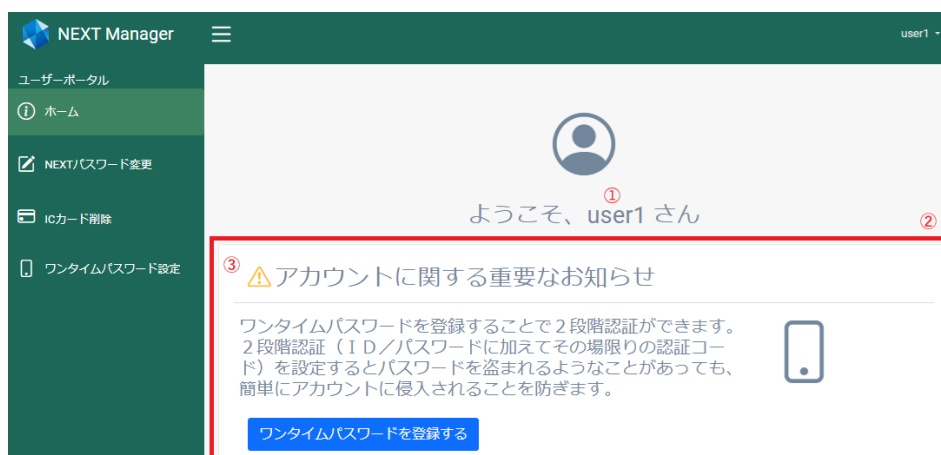 NEXT Manager
user1
ユーザーポータル
ホーム
NEXTパスワード変更
ICカード削除
ワンタイムパスワード設定
①
ようこそ、user1 さん
②
③
アカウントに関する重要なお知らせ
ワンタイムパスワードを登録することで２段階認証ができます。
２段階認証（ＩＤ／パスワードに加えてその場限りの認証コー
ド）を設定するとパスワードを盗まれるようなことがあっても、
簡単にアカウントに侵入されることを防ぎます。
ワンタイムパスワードを登録する